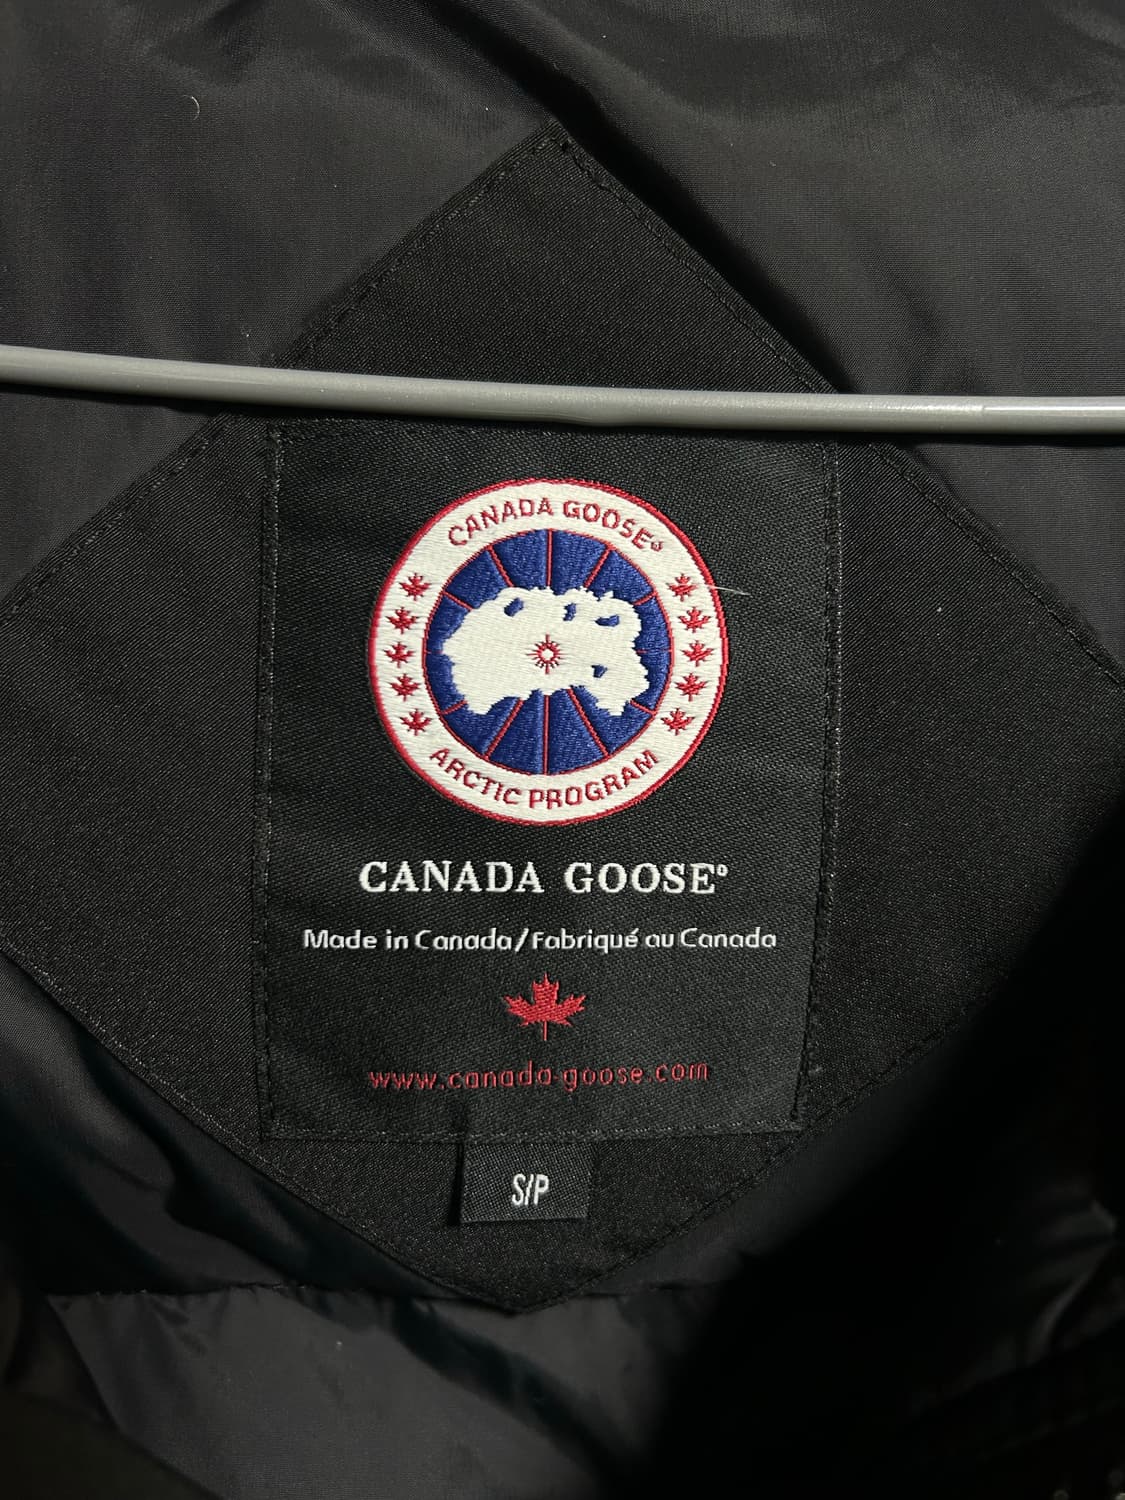 CANADA GOOSE®
ARCTIC PROGRAM
CANADA GOOSE®
Made in Canada/Fabriqué au Canada
www.canada-goose.com
S/P